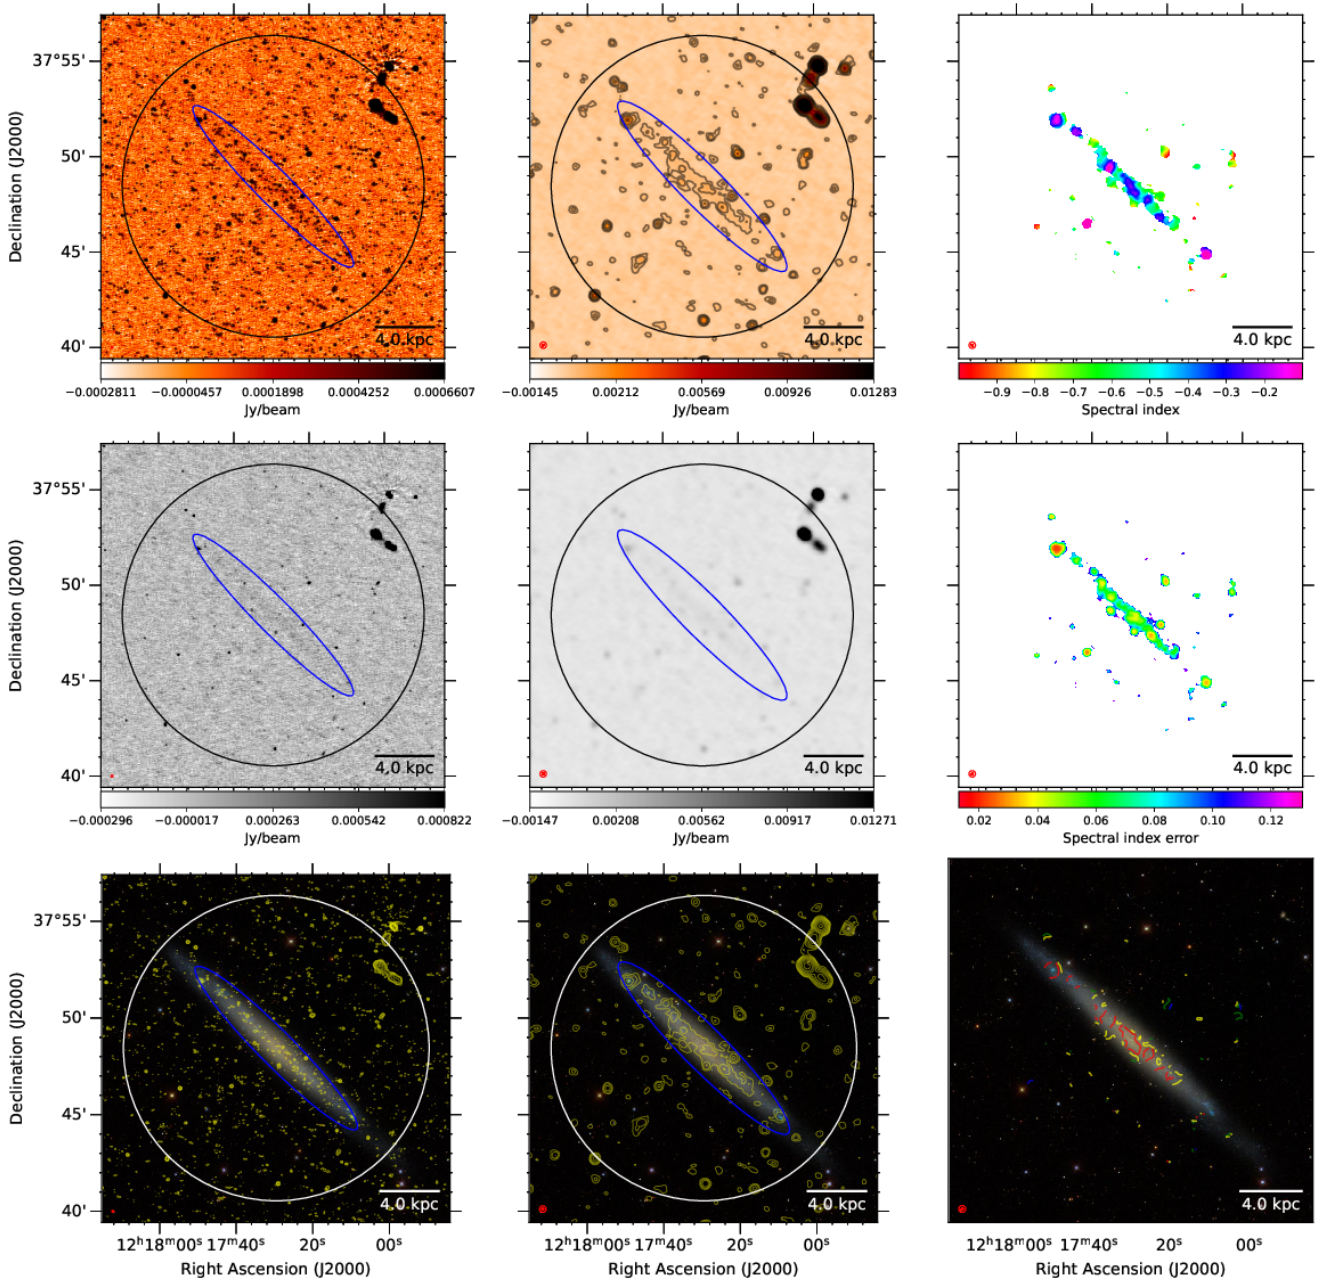 Declination (J2000)
37°55'
50'
45'
40'
4.0 kpc
4.0 kpc
4.0 kpc
−0.0002811 −0.0000457 0.0001898 0.0004252 0.0006607
Jy/beam
−0.00145 0.00212 0.00569 0.00926 0.01283
Jy/beam
−0.9 −0.8 −0.7 −0.6 −0.5 −0.4 −0.3 −0.2
Spectral index
Declination (J2000)
37°55'
50'
45'
40'
4.0 kpc
4.0 kpc
4.0 kpc
−0.000296 −0.000017 0.000263 0.000542 0.000822
Jy/beam
−0.00147 0.00208 0.00562 0.00917 0.01271
Jy/beam
0.02 0.04 0.06 0.08 0.10 0.12
Spectral index error
Declination (J2000)
37°55'
50'
45'
40'
4.0 kpc
4.0 kpc
4.0 kpc
12ʰ18ᵐ00ˢ 17ᵐ40ˢ 20ˢ 00ˢ
Right Ascension (J2000)
12ʰ18ᵐ00ˢ 17ᵐ40ˢ 20ˢ 00ˢ
Right Ascension (J2000)
12ʰ18ᵐ00ˢ 17ᵐ40ˢ 20ˢ 00ˢ
Right Ascension (J2000)